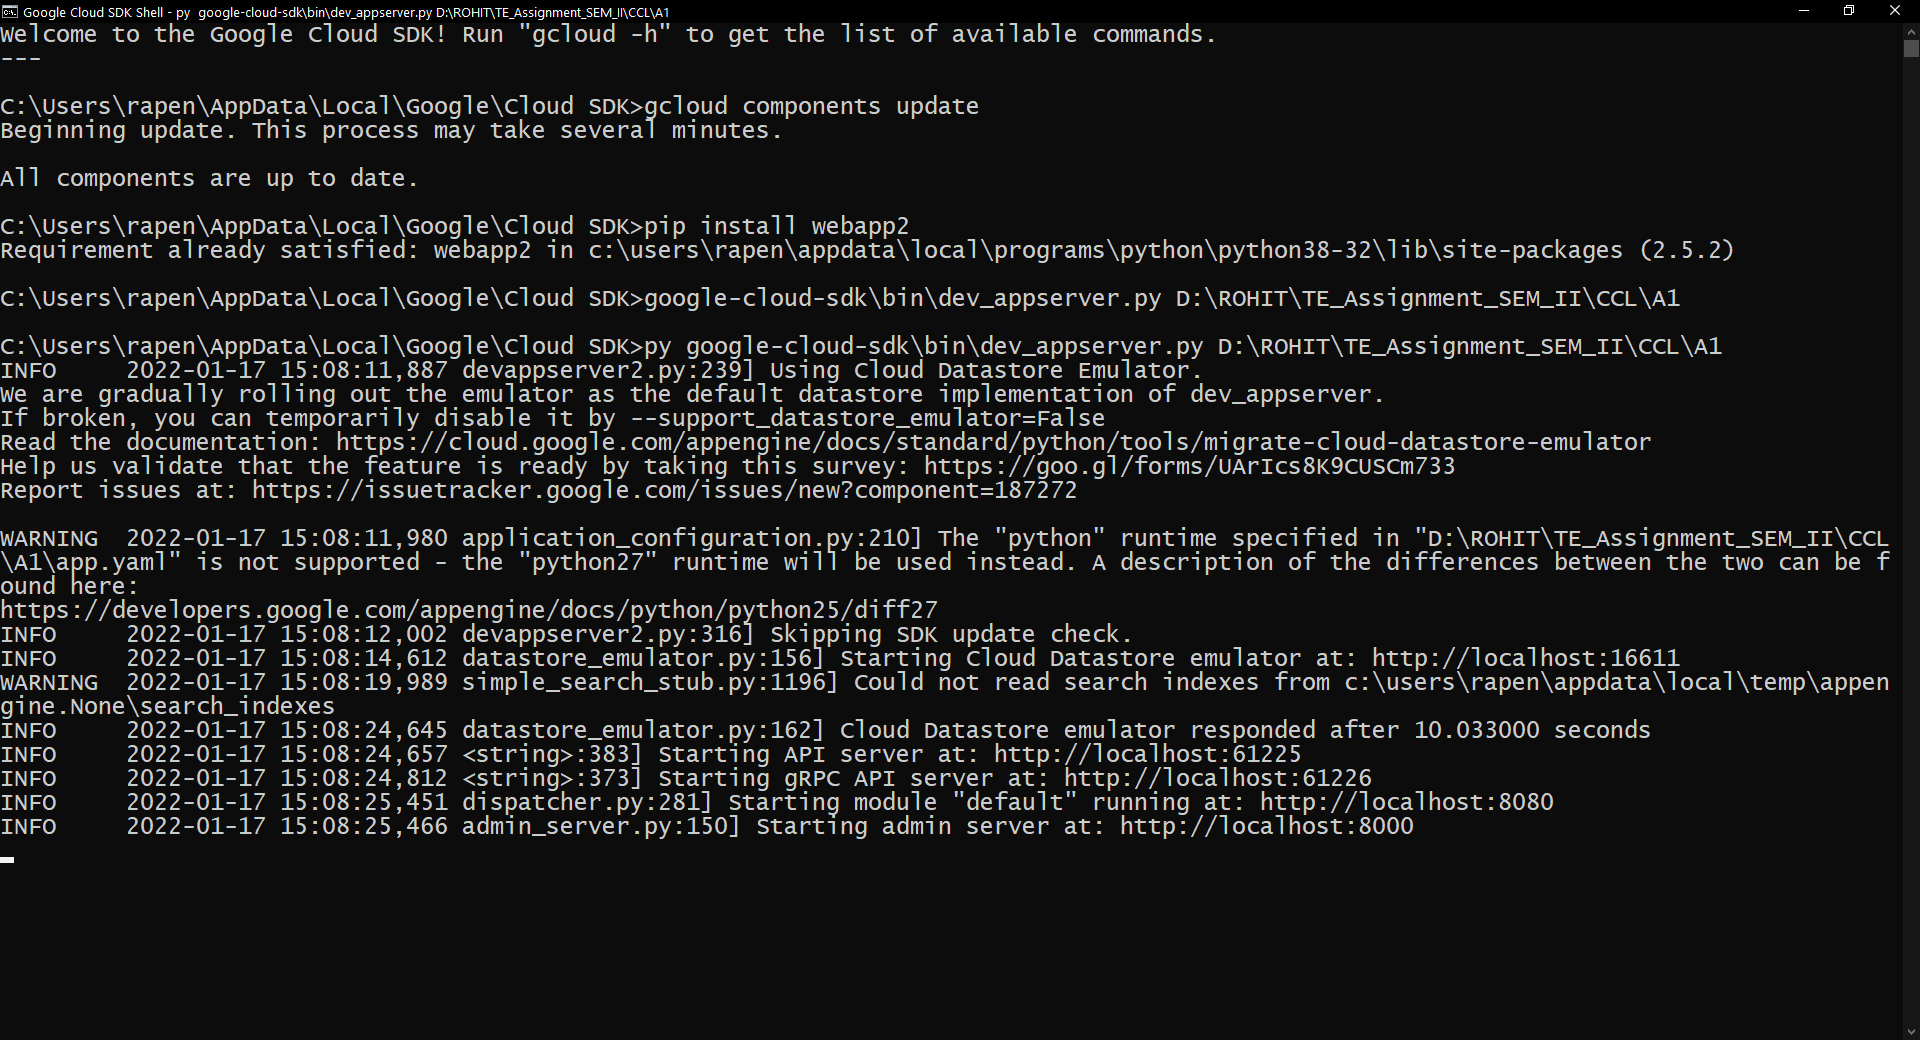 Google Cloud SDK Shell - py  google-cloud-sdk\bin\dev_appserver.py D:\ROHIT\TE_Assignment_SEM_II\CCL\A1
Welcome to the Google Cloud SDK! Run "gcloud -h" to get the list of available commands.
---
C:\Users\rapen\AppData\Local\Google\Cloud SDK>gcloud components update
Beginning update. This process may take several minutes.
All components are up to date.
C:\Users\rapen\AppData\Local\Google\Cloud SDK>pip install webapp2
Requirement already satisfied: webapp2 in c:\users\rapen\appdata\local\programs\python\python38-32\lib\site-packages (2.5.2)
C:\Users\rapen\AppData\Local\Google\Cloud SDK>google-cloud-sdk\bin\dev_appserver.py D:\ROHIT\TE_Assignment_SEM_II\CCL\A1
C:\Users\rapen\AppData\Local\Google\Cloud SDK>py google-cloud-sdk\bin\dev_appserver.py D:\ROHIT\TE_Assignment_SEM_II\CCL\A1
INFO     2022-01-17 15:08:11,887 devappserver2.py:239] Using Cloud Datastore Emulator.
We are gradually rolling out the emulator as the default datastore implementation of dev_appserver.
If broken, you can temporarily disable it by --support_datastore_emulator=False
Read the documentation: https://cloud.google.com/appengine/docs/standard/python/tools/migrate-cloud-datastore-emulator
Help us validate that the feature is ready by taking this survey: https://goo.gl/forms/UArIcs8K9CUSCm733
Report issues at: https://issuetracker.google.com/issues/new?component=187272
WARNING  2022-01-17 15:08:11,980 application_configuration.py:210] The "python" runtime specified in "D:\ROHIT\TE_Assignment_SEM_II\CCL
\A1\app.yaml" is not supported - the "python27" runtime will be used instead. A description of the differences between the two can be f
ound here:
https://developers.google.com/appengine/docs/python/python25/diff27
INFO     2022-01-17 15:08:12,002 devappserver2.py:316] Skipping SDK update check.
INFO     2022-01-17 15:08:14,612 datastore_emulator.py:156] Starting Cloud Datastore emulator at: http://localhost:16611
WARNING  2022-01-17 15:08:19,989 simple_search_stub.py:1196] Could not read search indexes from c:\users\rapen\appdata\local\temp\appen
gine.None\search_indexes
INFO     2022-01-17 15:08:24,645 datastore_emulator.py:162] Cloud Datastore emulator responded after 10.033000 seconds
INFO     2022-01-17 15:08:24,657 <string>:383] Starting API server at: http://localhost:61225
INFO     2022-01-17 15:08:24,812 <string>:373] Starting gRPC API server at: http://localhost:61226
INFO     2022-01-17 15:08:25,451 dispatcher.py:281] Starting module "default" running at: http://localhost:8080
INFO     2022-01-17 15:08:25,466 admin_server.py:150] Starting admin server at: http://localhost:8000